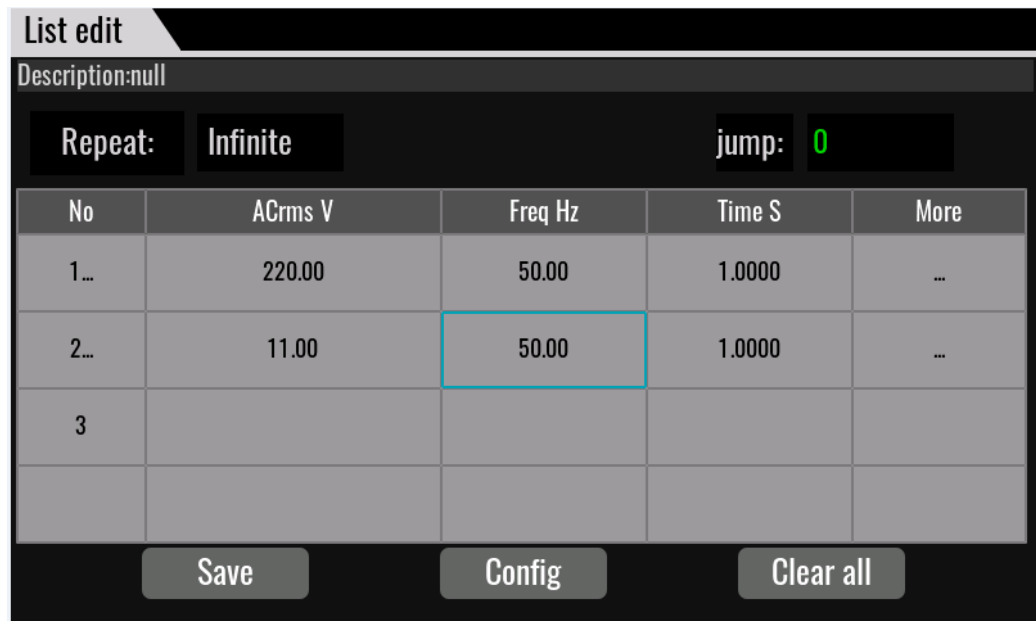 List edit
Description:null
Repeat: Infinite jump: 0
No ACrms V Freq Hz Time S More
1... 220.00 50.00 1.0000 ...
2... 11.00 50.00 1.0000 ...
3
Save Config Clear all